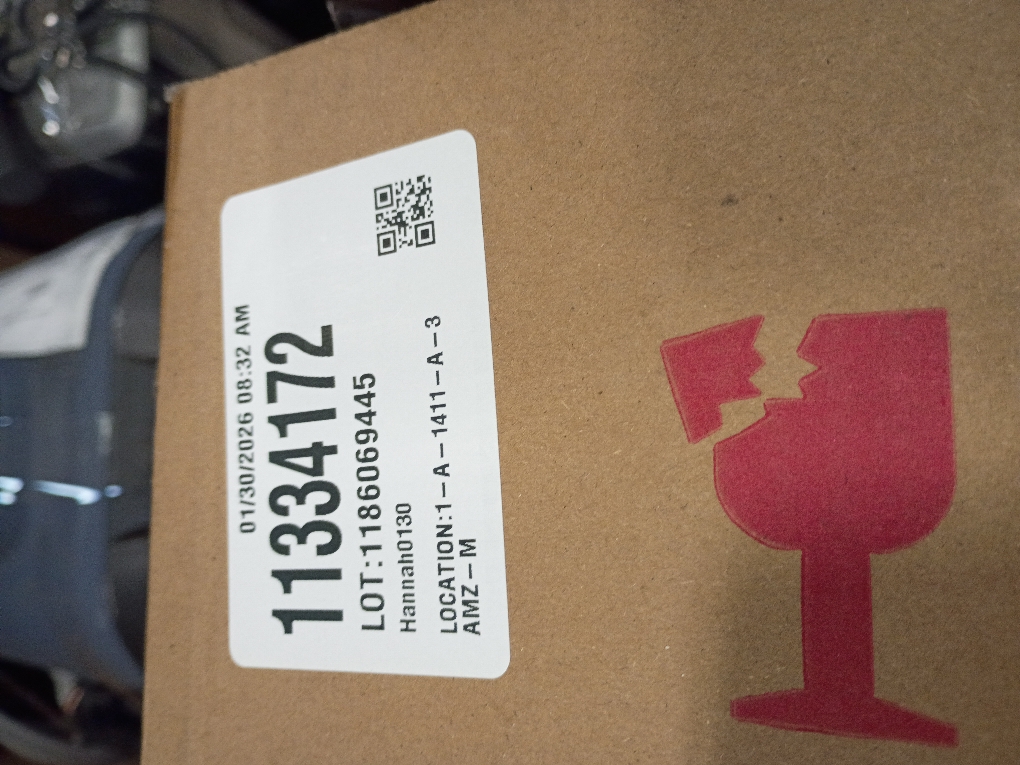 01/30/2026 08:32 AM
11334172
LOT:1186069445
Hannah0130
LOCATION:1-A-1411-A-3
AMZ-M